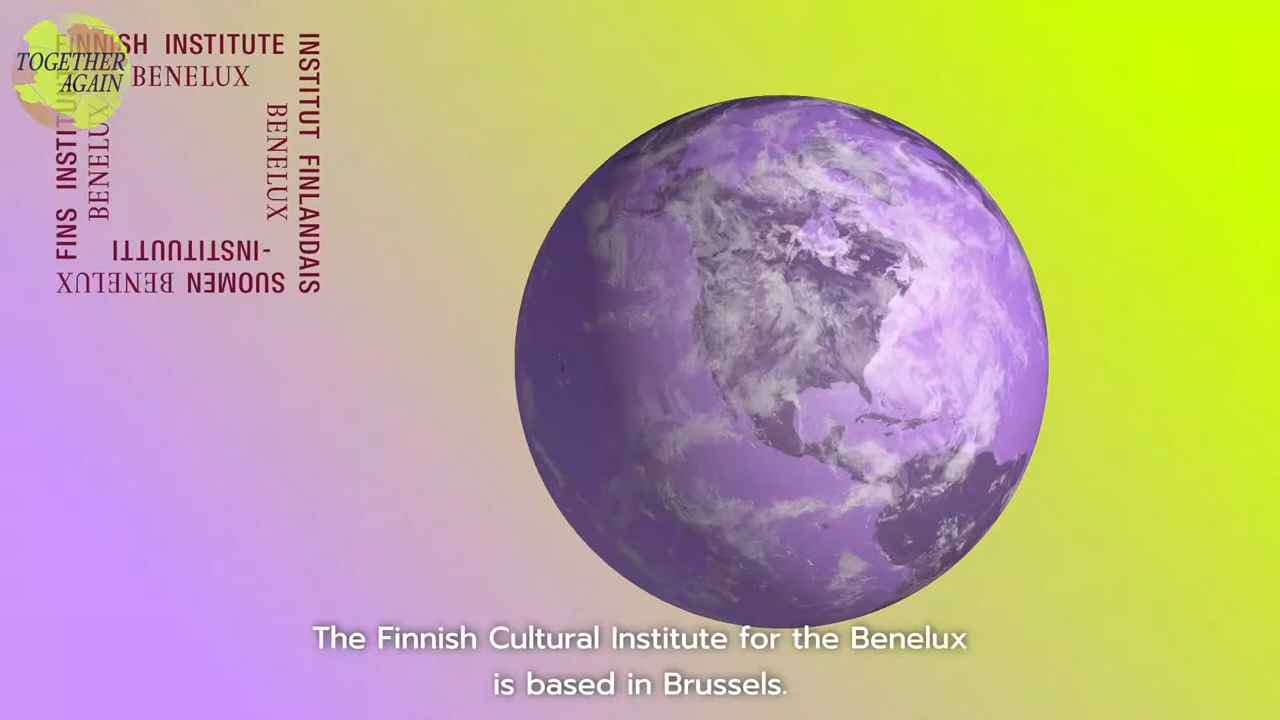 TOGETHER
AGAIN
FINNISH INSTITUTE
BENELUX
INSTITUT FINLANDAIS
BENELUX
SUOMEN BENELUX
-INSTITUUTTI
FINS INSTITUUT
BENELUX
The Finnish Cultural Institute for the Benelux
is based in Brussels.